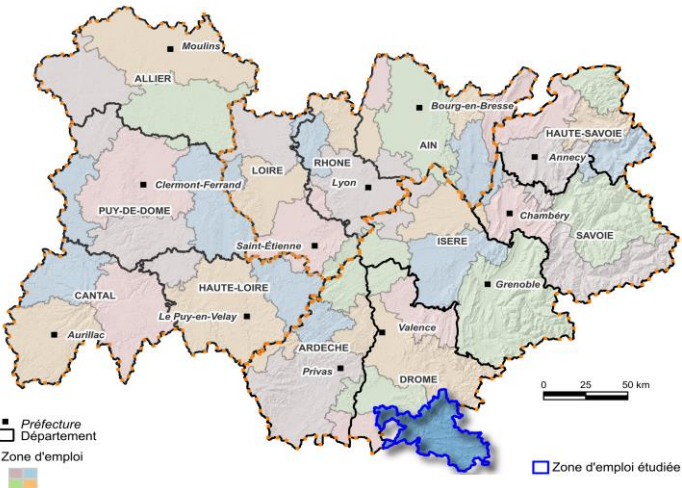 Moulins
ALLIER
Bourg-en-Bresse
HAUTE-SAVOIE
AIN
Annecy
LOIRE
RHONE
Lyon
Clermont-Ferrand
PUY-DE-DOME
Chambéry
SAVOIE
Saint-Étienne
ISERE
Grenoble
HAUTE-LOIRE
CANTAL
Le Puy-en-Velay
Valence
Aurillac
ARDECHE
Privas
DROME
0 25 50 km
Préfecture
Département
Zone d'emploi
Zone d'emploi étudiée